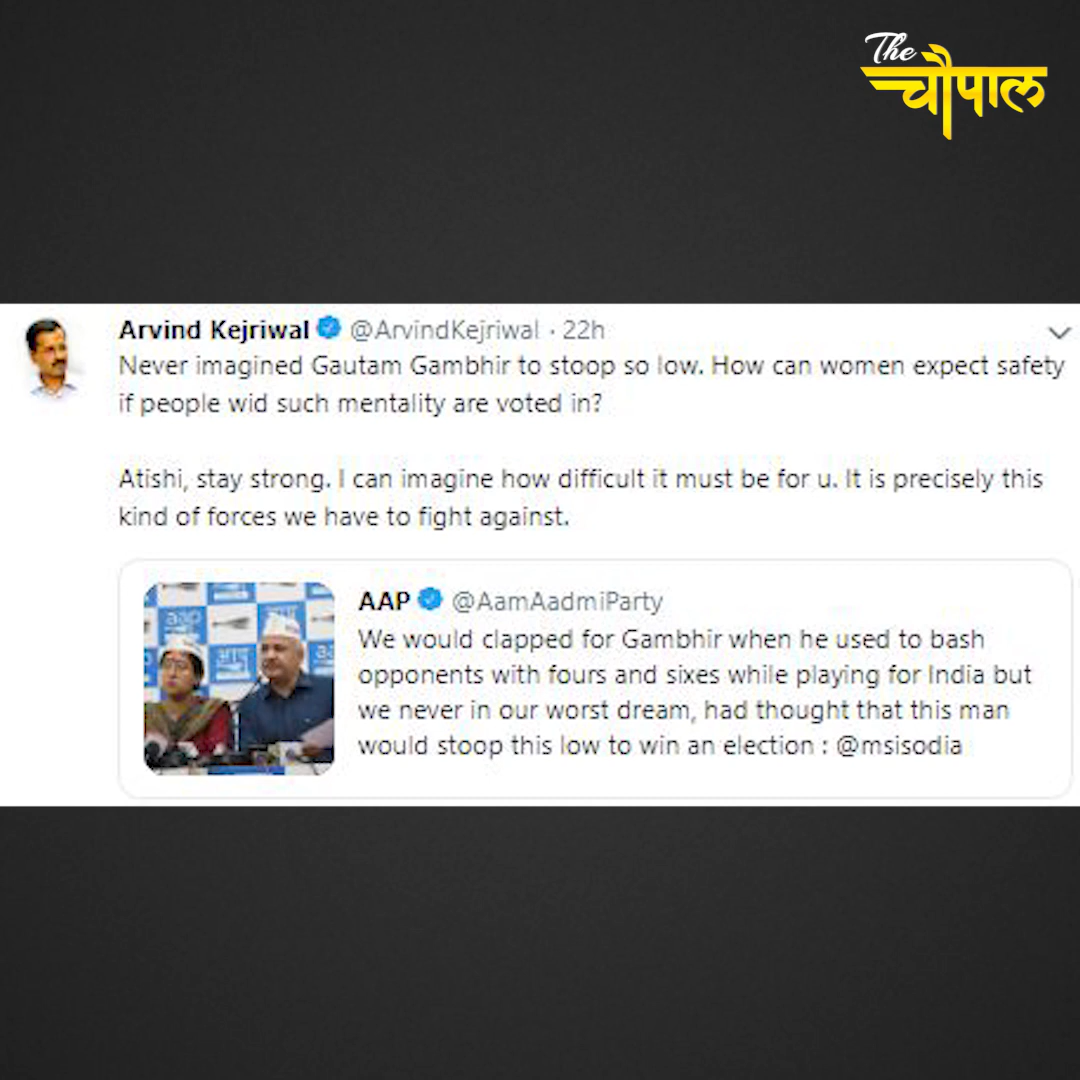 The
चौपाल
Arvind Kejriwal @ArvindKejriwal · 22h
Never imagined Gautam Gambhir to stoop so low. How can women expect safety
if people wid such mentality are voted in?
Atishi, stay strong. I can imagine how difficult it must be for u. It is precisely this
kind of forces we have to fight against.
AAP @AamAadmiParty
We would clapped for Gambhir when he used to bash
opponents with fours and sixes while playing for India but
we never in our worst dream, had thought that this man
would stoop this low to win an election : @msisodia
aap
आप